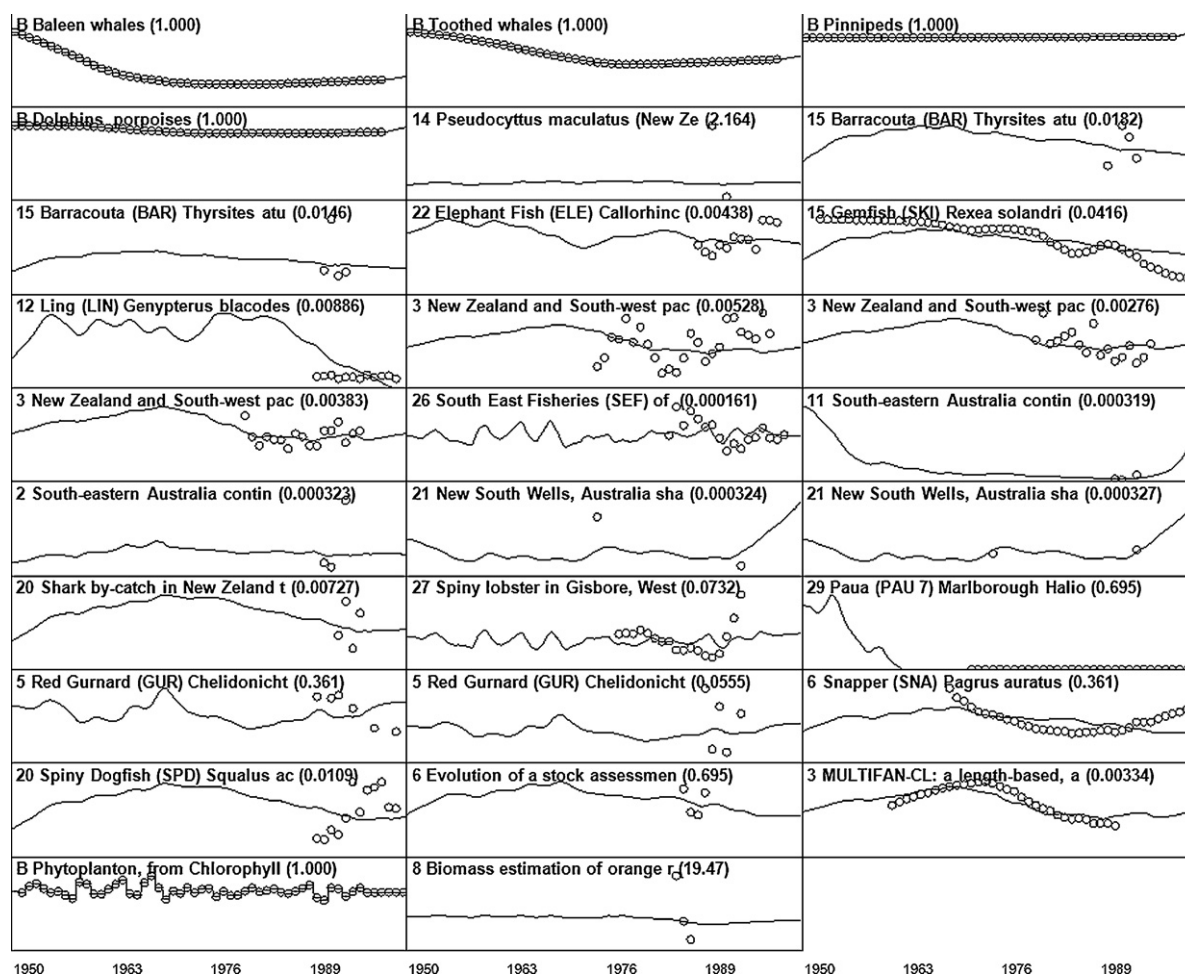 B Baleen whales (1.000)
B Toothed whales (1.000)
B Pinnipeds (1.000)
B Dolphins, porpoises (1.000)
14 Pseudocyttus maculatus (New Ze (2.164)
15 Barracouta (BAR) Thyrsites atu (0.0182)
15 Barracouta (BAR) Thyrsites atu (0.0146)
22 Elephant Fish (ELE) Callorhinc (0.00438)
15 Gemfish (SKI) Rexea solandri (0.0416)
12 Ling (LIN) Genypterus blacodes (0.00886)
3 New Zealand and South-west pac (0.00528)
3 New Zealand and South-west pac (0.00276)
3 New Zealand and South-west pac (0.00383)
26 South East Fisheries (SEF) of (0.000161)
11 South-eastern Australia contin (0.000319)
2 South-eastern Australia contin (0.000323)
21 New South Wells, Australia sha (0.000324)
21 New South Wells, Australia sha (0.000327)
20 Shark by-catch in New Zeland t (0.00727)
27 Spiny lobster in Gisbore, West (0.0732)
29 Paua (PAU 7) Marlborough Halio (0.695)
5 Red Gurnard (GUR) Chelidonicht (0.361)
5 Red Gurnard (GUR) Chelidonicht (0.0555)
6 Snapper (SNA) Pagrus auratus (0.361)
20 Spiny Dogfish (SPD) Squalus ac (0.0109)
6 Evolution of a stock assessmen (0.695)
3 MULTIFAN-CL: a length-based, a (0.00334)
B Phytoplanton, from Chlorophyll (1.000)
8 Biomass estimation of orange r (19.47)
1950 1963 1976 1989 1950 1963 1976 1989 1950 1963 1976 1989